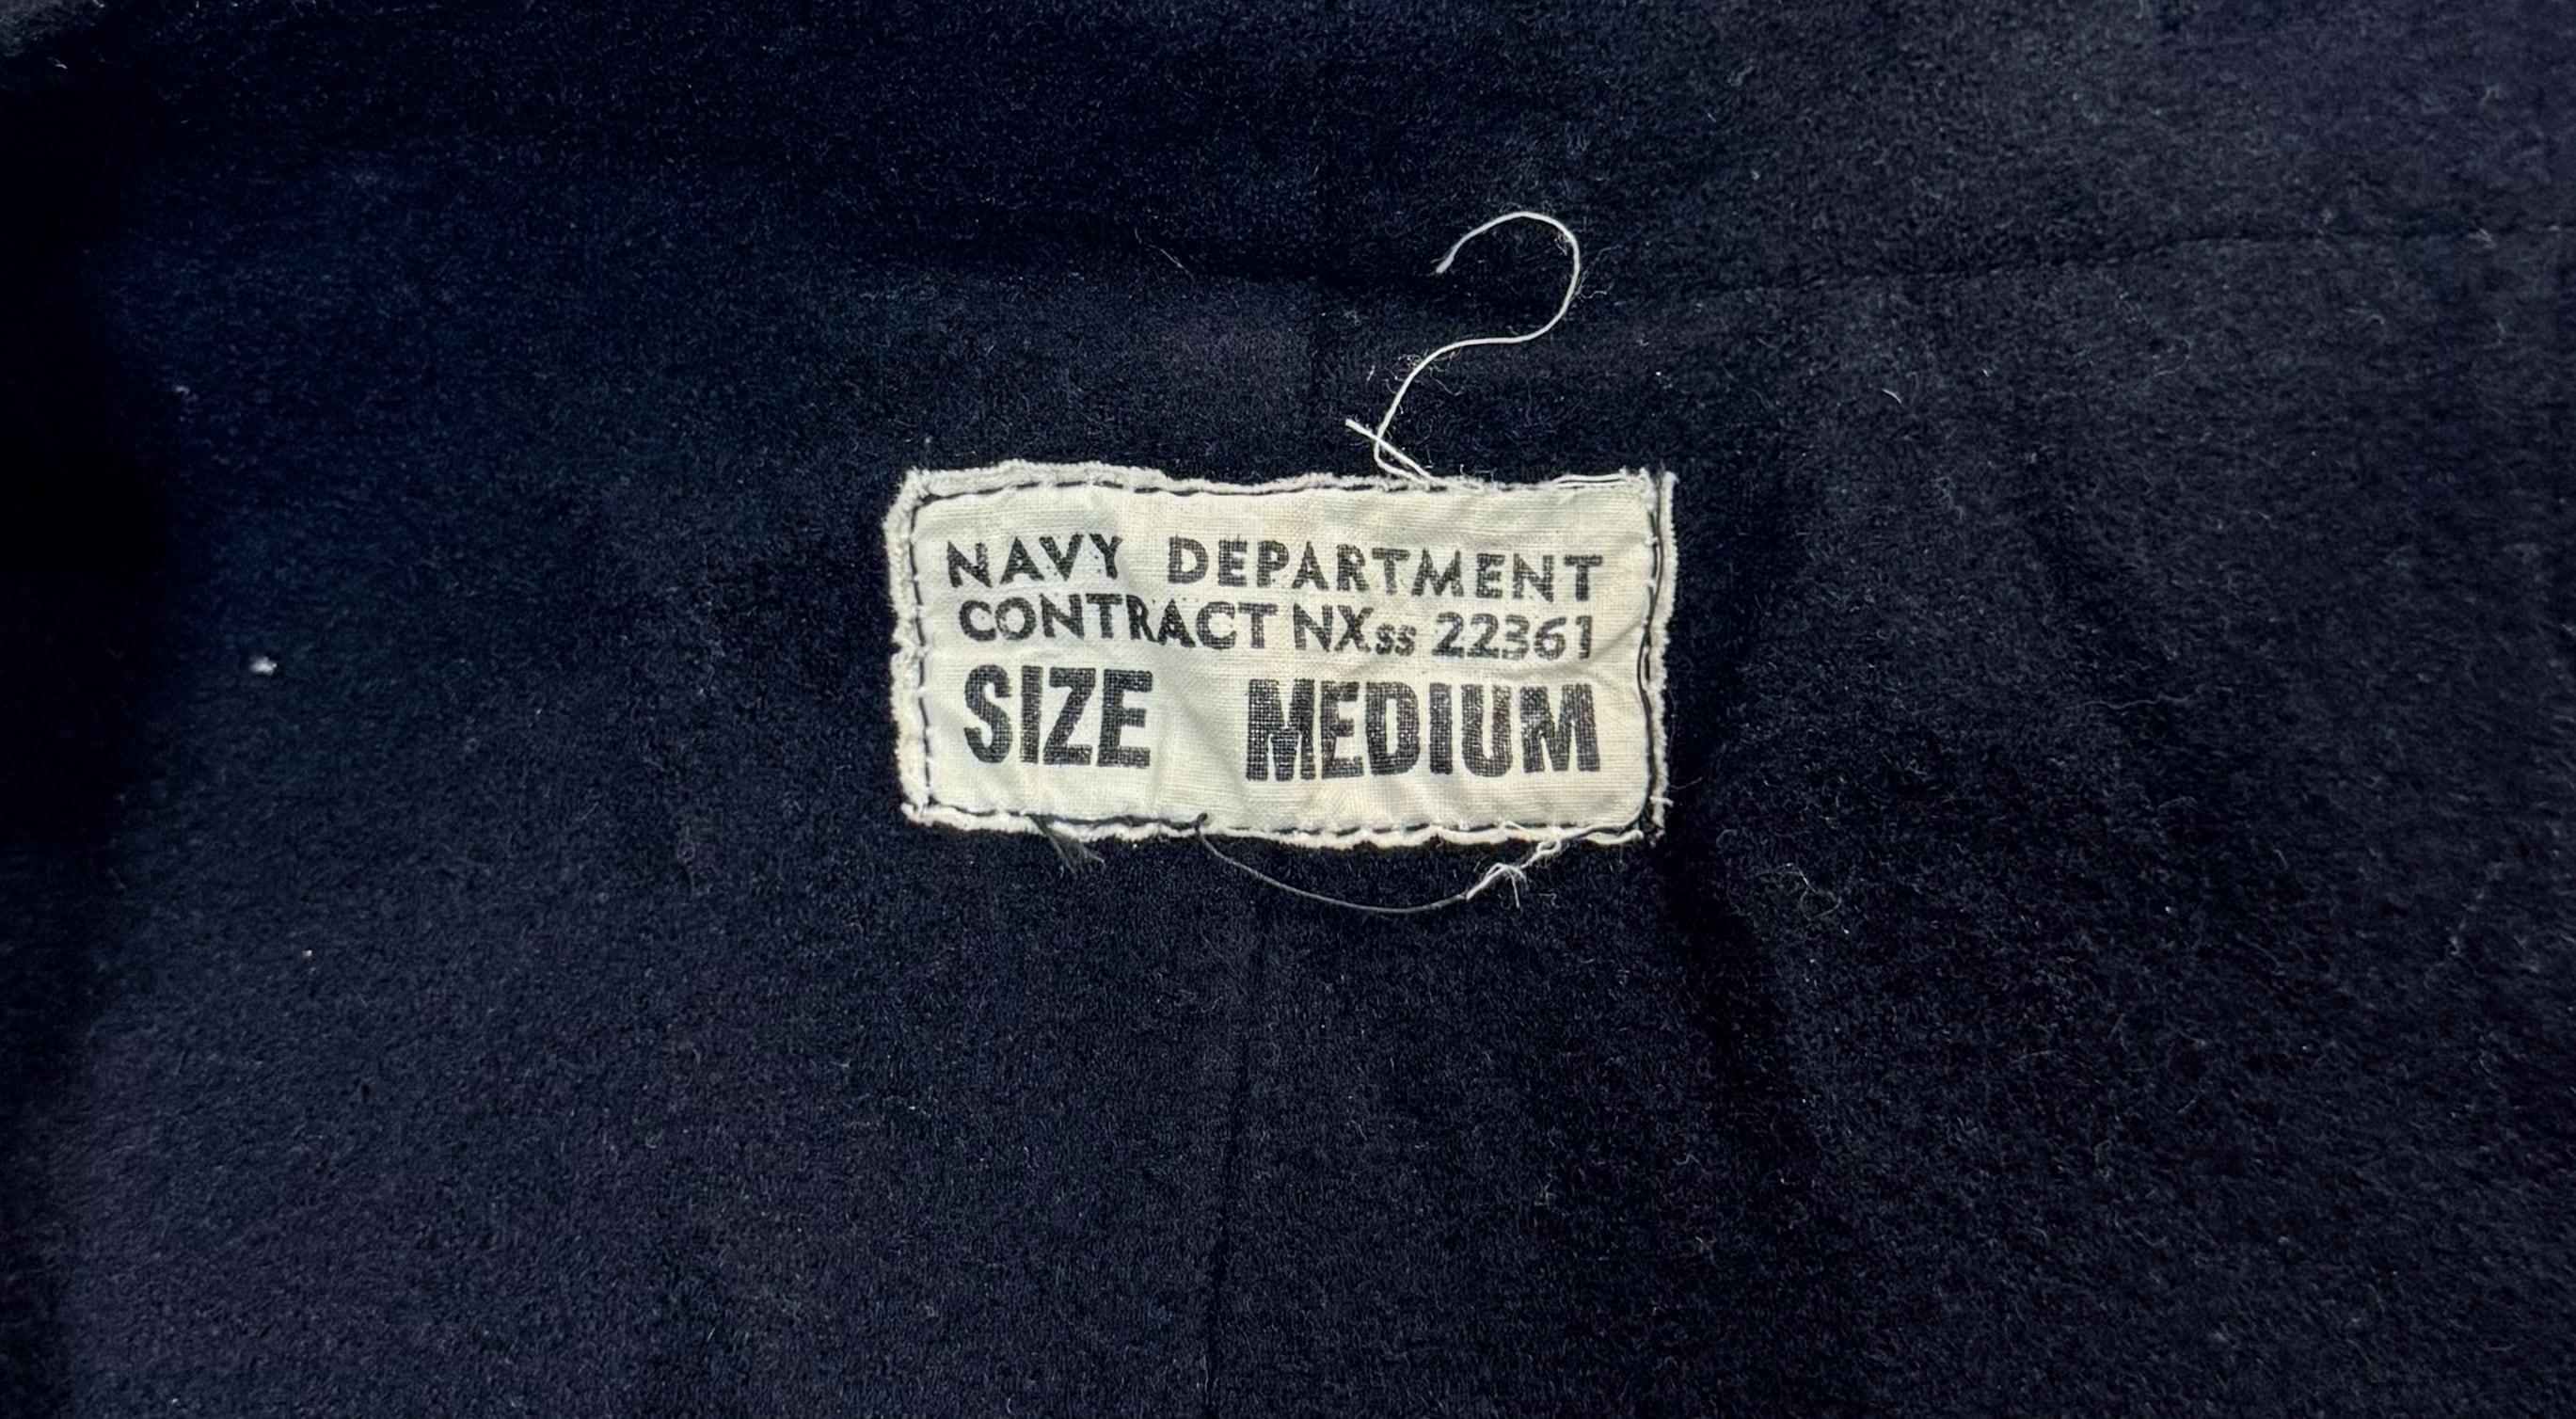 NAVY DEPARTMENT
CONTRACT NXss 22361
SIZE MEDIUM